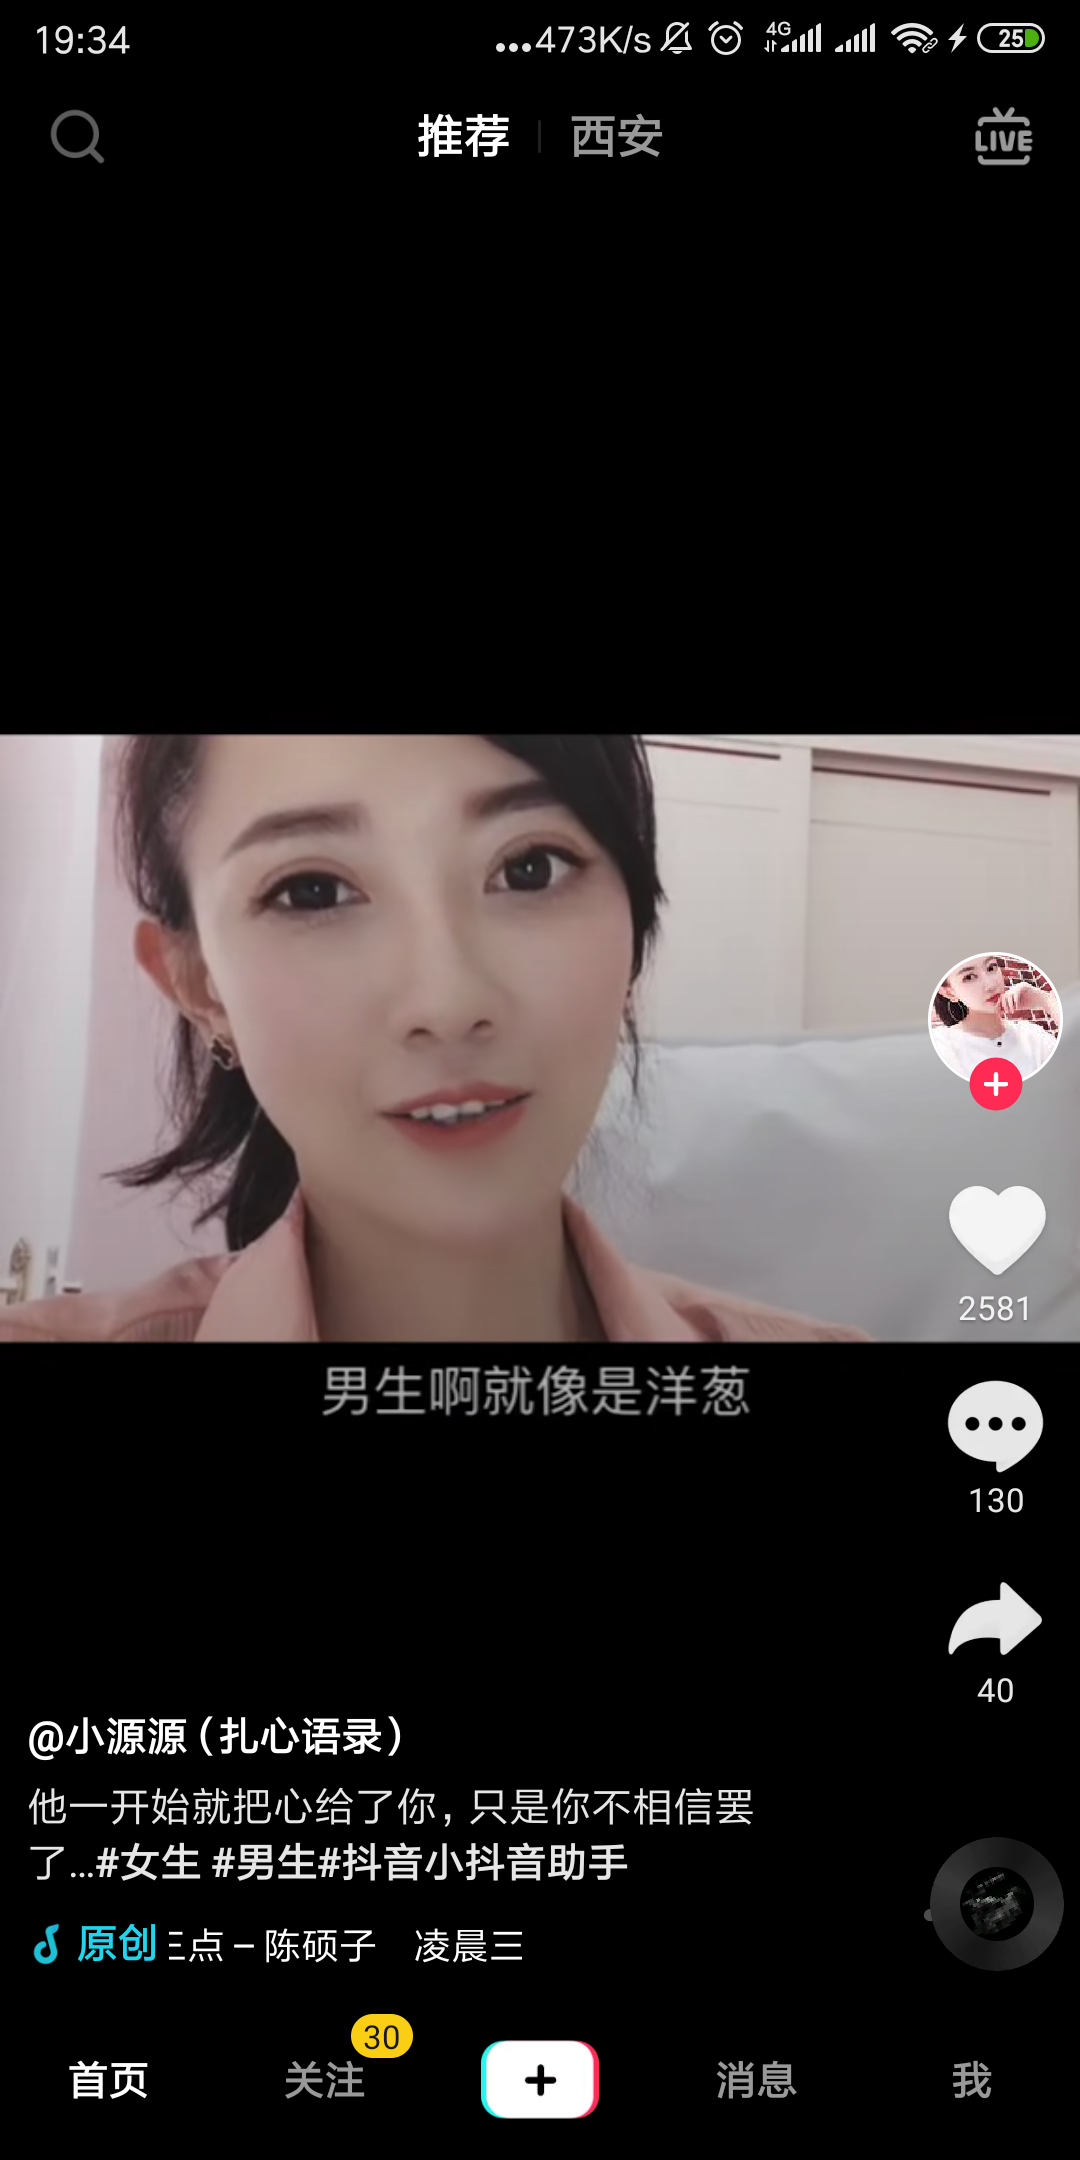 19:34
...473K/s
4G
25
推荐
西安
LIVE
男生啊就像是洋葱
2581
130
40
@小源源（扎心语录）
他一开始就把心给了你，只是你不相信罢
了...#女生 #男生#抖音小抖音助手
原创 三点 – 陈硕子 凌晨三
首页
关注
30
消息
我